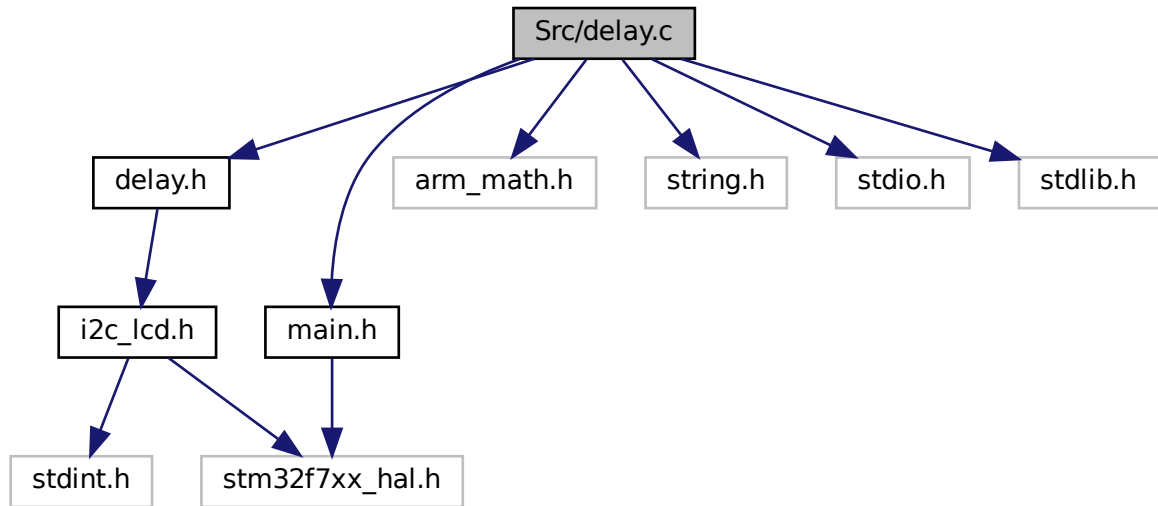 Src/delay.c
delay.h
arm_math.h
string.h
stdio.h
stdlib.h
i2c_lcd.h
main.h
stdint.h
stm32f7xx_hal.h